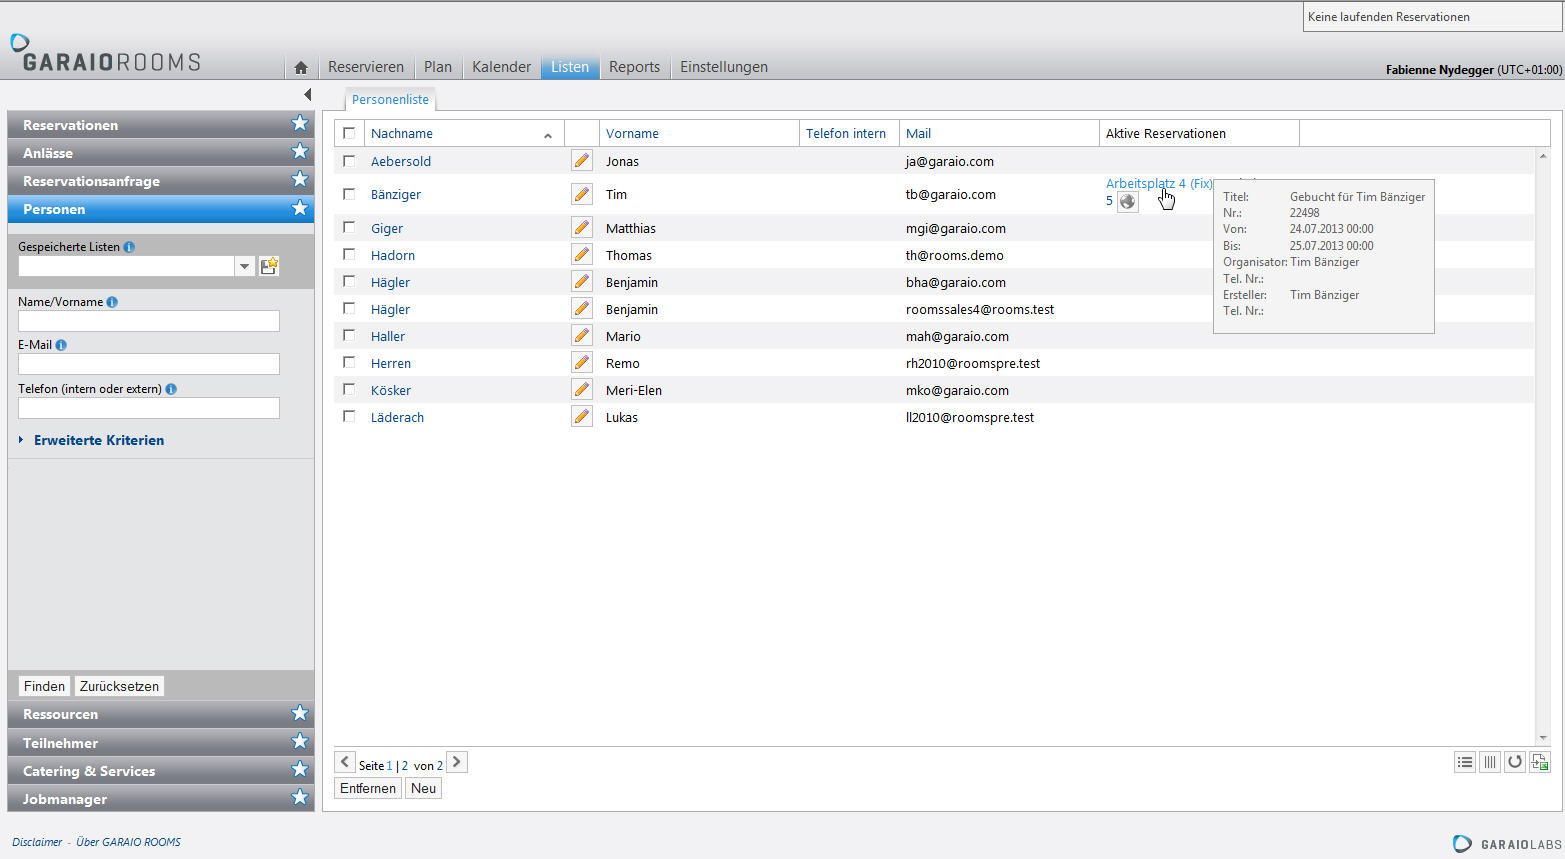 Keine laufenden Reservationen
GARAIOROOMS
Reservieren Plan Kalender Listen Reports Einstellungen
Fabienne Nydegger (UTC+01:00)
Personenliste
Reservationen
Anlässe
Reservationsanfrage
Personen
Gespeicherte Listen
Name/Vorname
E-Mail
Telefon (intern oder extern)
Erweiterte Kriterien
Finden Zurücksetzen
Ressourcen
Teilnehmer
Catering & Services
Jobmanager
Nachname Vorname Telefon intern Mail Aktive Reservationen
Aebersold Jonas ja@garaio.com
Bänziger Tim tb@garaio.com Arbeitsplatz 4 (Fix)
5
Giger Matthias mgi@garaio.com
Hadorn Thomas th@rooms.demo
Hägler Benjamin bha@garaio.com
Hägler Benjamin roomssales4@rooms.test
Haller Mario mah@garaio.com
Herren Remo rh2010@roomspre.test
Kösker Meri-Elen mko@garaio.com
Läderach Lukas ll2010@roomspre.test
Titel: Gebucht für Tim Bänziger
Nr.: 22498
Von: 24.07.2013 00:00
Bis: 25.07.2013 00:00
Organisator: Tim Bänziger
Tel. Nr.:
Ersteller: Tim Bänziger
Tel. Nr.:
Seite 1 | 2 von 2
Entfernen Neu
Disclaimer - Über GARAIO ROOMS
GARAIOLABS